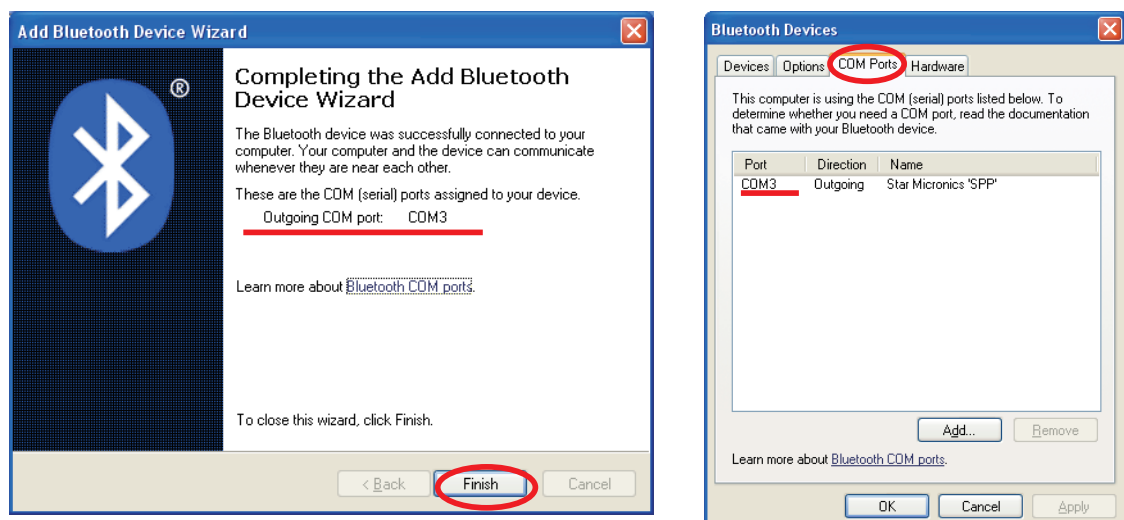 Add Bluetooth Device Wizard
®
Completing the Add Bluetooth
Device Wizard
The Bluetooth device was successfully connected to your
computer. Your computer and the device can communicate
whenever they are near each other.
These are the COM (serial) ports assigned to your device.
Outgoing COM port: COM3
Learn more about Bluetooth COM ports.
To close this wizard, click Finish.
< Back Finish Cancel
Bluetooth Devices
Devices Options COM Ports Hardware
This computer is using the COM (serial) ports listed below. To
determine whether you need a COM port, read the documentation
that came with your Bluetooth device.
Port Direction Name
COM3 Outgoing Star Micronics 'SPP'
Add... Remove
Learn more about Bluetooth COM ports.
OK Cancel Apply